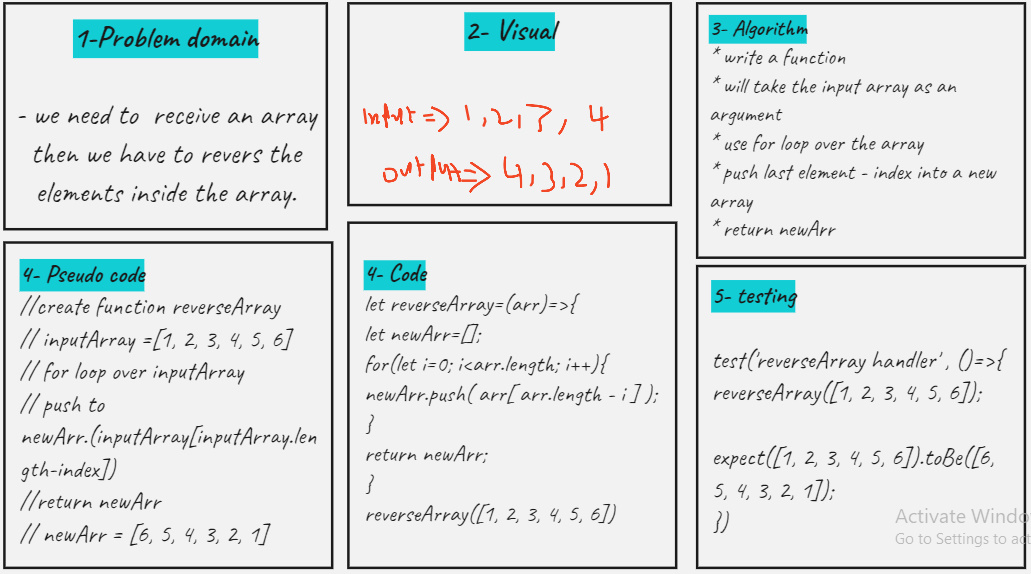 1-Problem domain
- we need to receive an array
then we have to revers the
elements inside the array.
2- Visual
input => 1, 2, 3, 4
output => 4, 3, 2, 1
3- Algorithm
* write a function
* will take the input array as an
argument
* use for loop over the array
* push last element - index into a new
array
* return newArr
4- Pseudo code
//create function reverseArray
// inputArray =[1, 2, 3, 4, 5, 6]
// for loop over inputArray
// push to
newArr.(inputArray[inputArray.len
gth-index])
//return newArr
// newArr = [6, 5, 4, 3, 2, 1]
4- Code
let reverseArray=(arr)=>{
let newArr=[];
for(let i=0; i<arr.length; i++){
newArr.push( arr[ arr.length - i ] );
}
return newArr;
}
reverseArray([1, 2, 3, 4, 5, 6])
5- testing
test('reverseArray handler', ()=>{
reverseArray([1, 2, 3, 4, 5, 6]);
expect([1, 2, 3, 4, 5, 6]).toBe([6,
5, 4, 3, 2, 1]);
})
Activate Windo
Go to Settings to act